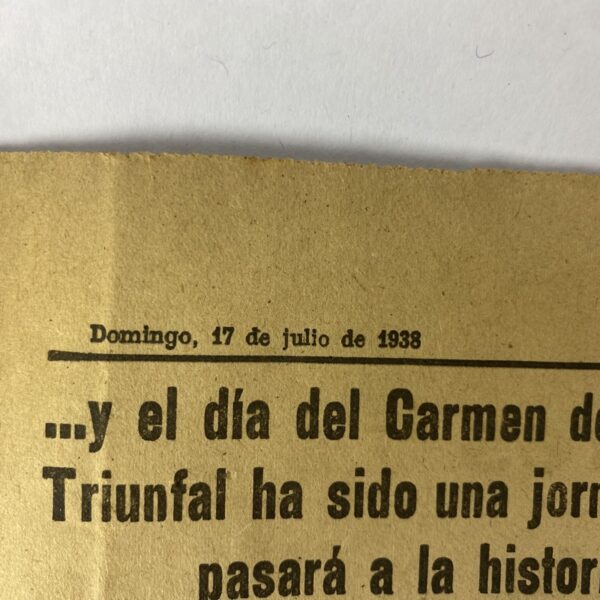 Domingo, 17 de julio de 1938
...y el día del Carmen
Triunfal ha sido una
pasará a la